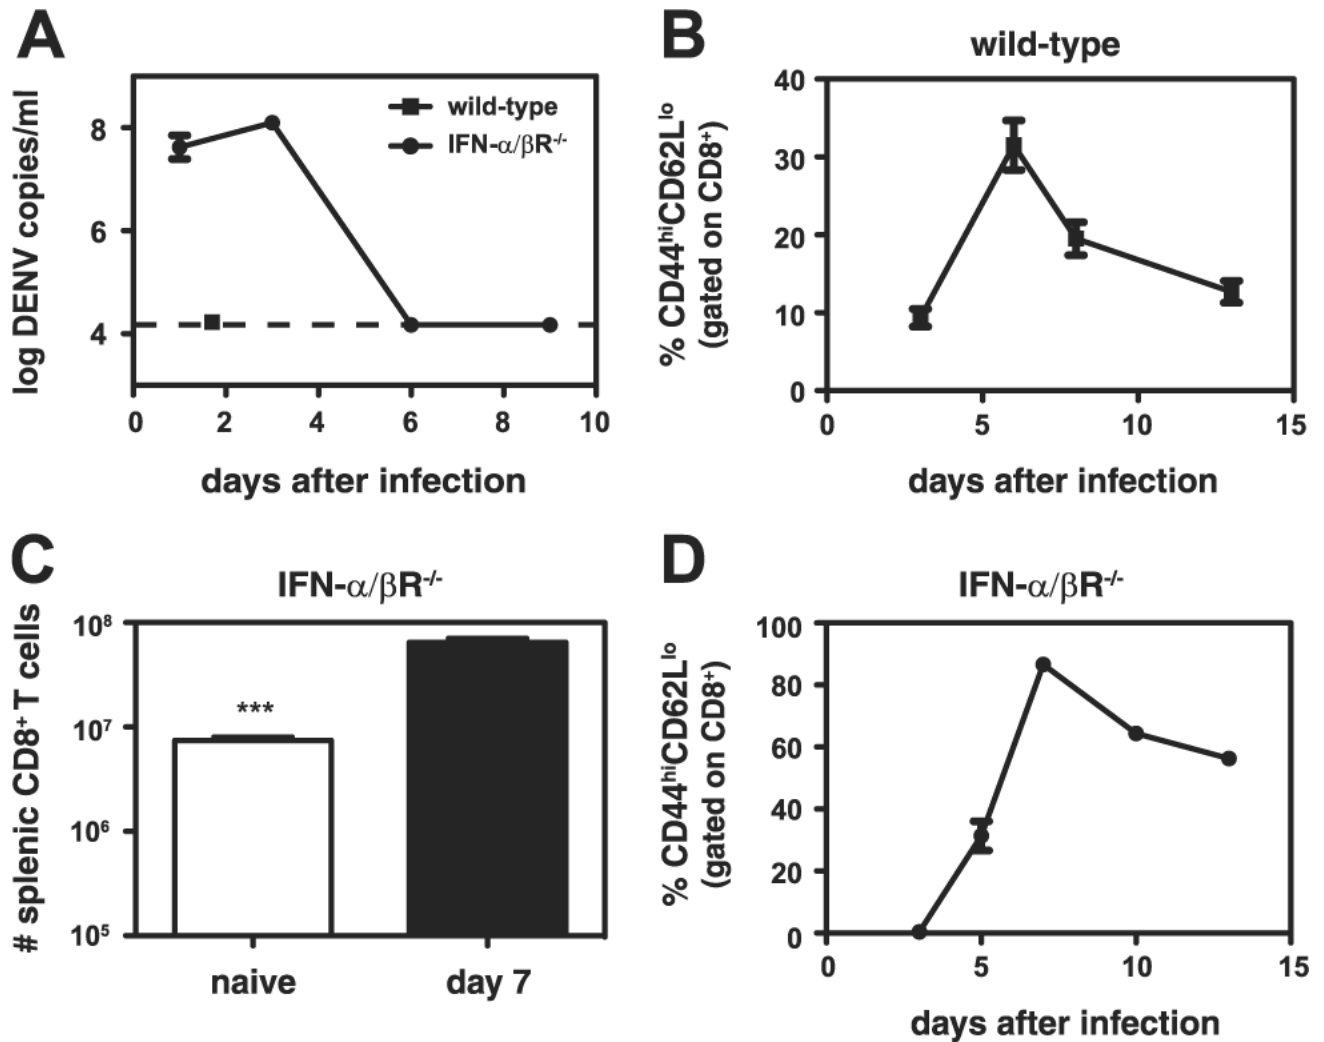 A
log DENV copies/ml
8
6
4
wild-type
IFN-α/βR-/-
0 2 4 6 8 10
days after infection
B
wild-type
% CD44hiCD62Llo
(gated on CD8+)
40
30
20
10
0
0 5 10 15
days after infection
C
IFN-α/βR-/-
# splenic CD8+ T cells
10⁸
10⁷
10⁶
10⁵
***
naive day 7
D
IFN-α/βR-/-
% CD44hiCD62Llo
(gated on CD8+)
100
80
60
40
20
0
0 5 10 15
days after infection